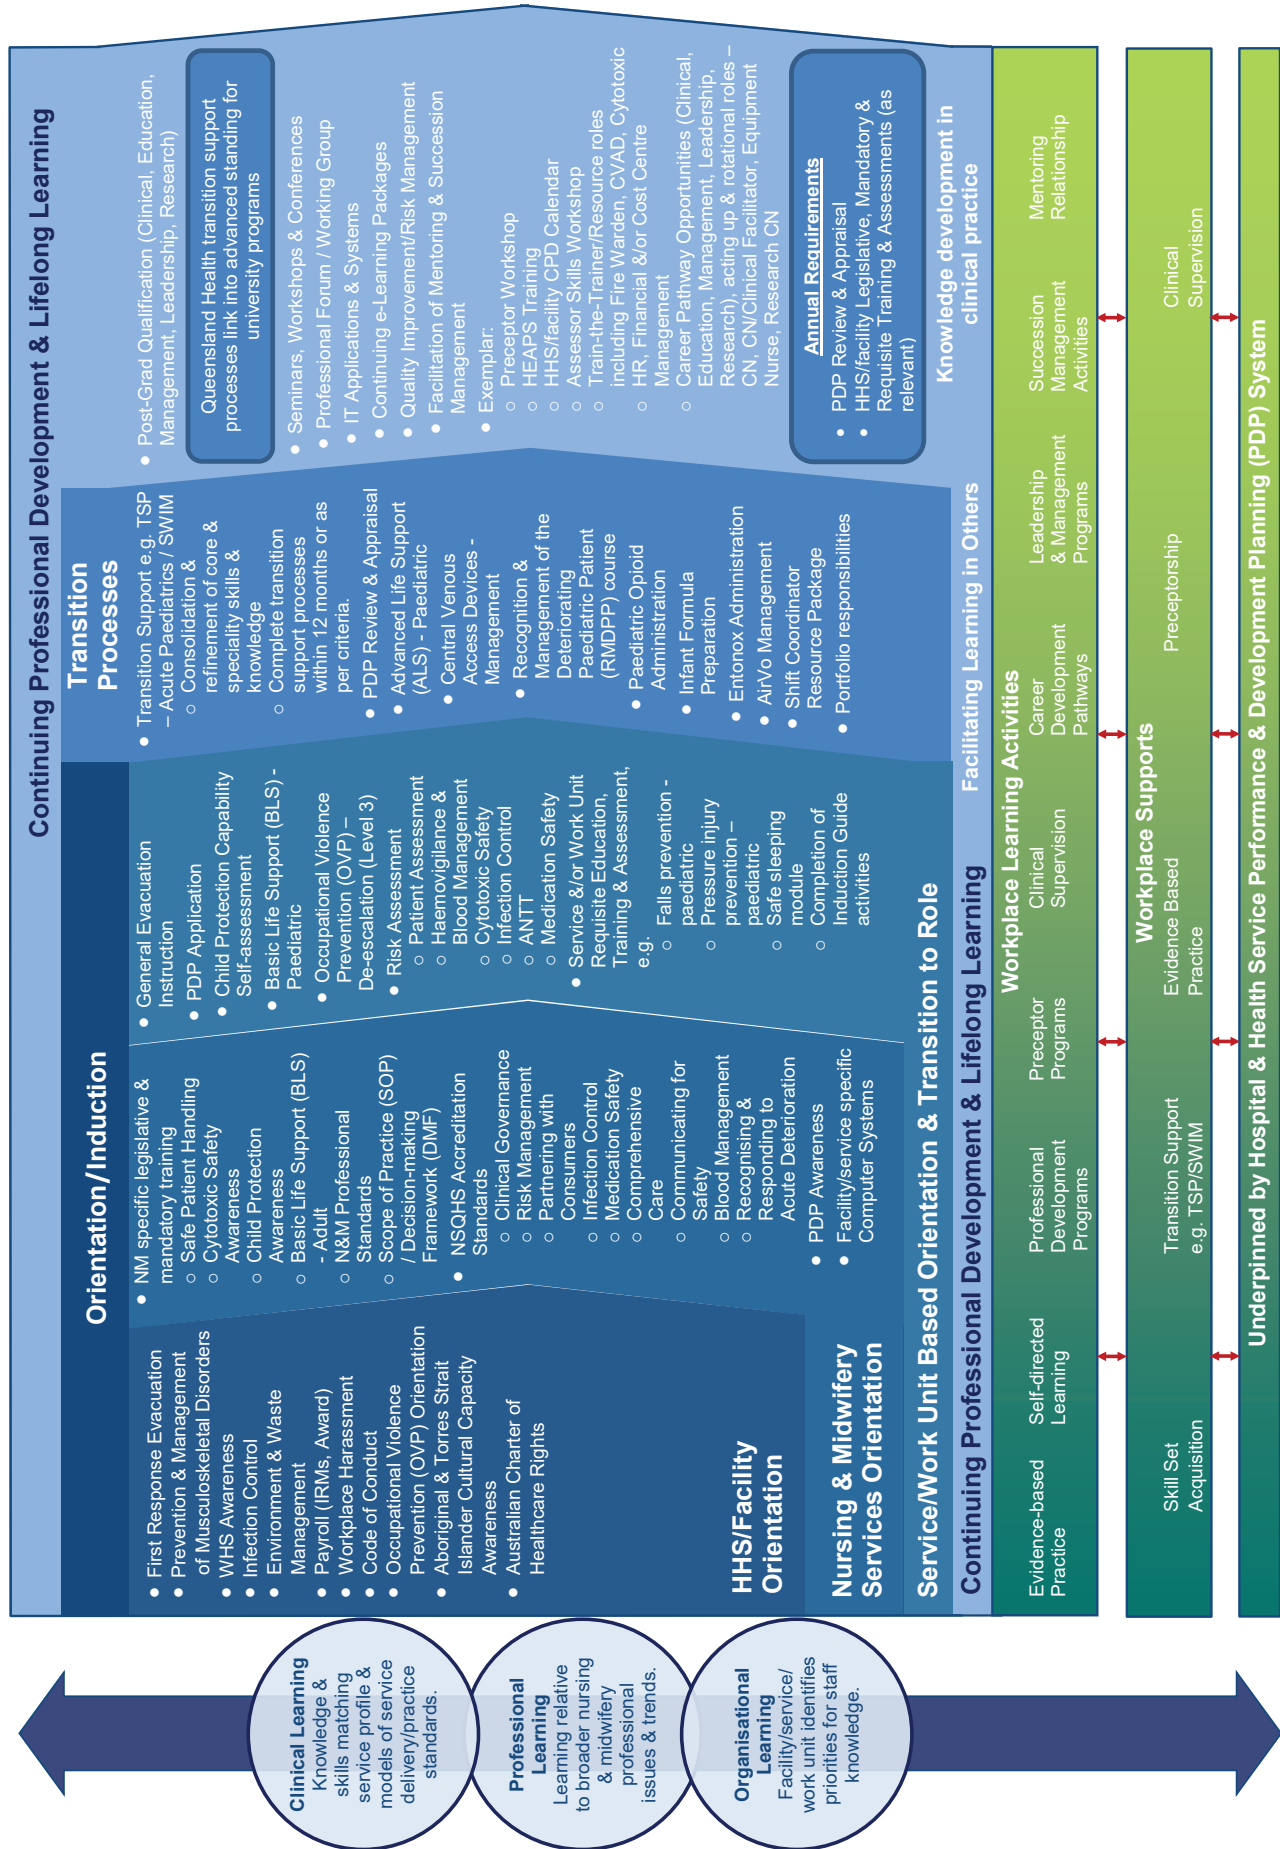 Clinical Learning
Knowledge &
skills matching
service profile &
models of service
delivery/practice
standards.
Professional
Learning
Learning relative
to broader nursing
& midwifery
professional
issues & trends.
Organisational
Learning
Facility/service/
work unit identifies
priorities for staff
knowledge.
Continuing Professional Development & Lifelong Learning
Orientation/Induction
● First Response Evacuation
● Prevention & Management
of Musculoskeletal Disorders
● WHS Awareness
● Infection Control
● Environment & Waste
Management
● Payroll (IRMs, Award)
● Workplace Harassment
● Code of Conduct
● Occupational Violence
Prevention (OVP) Orientation
● Aboriginal & Torres Strait
Islander Cultural Capacity
Awareness
● Australian Charter of
Healthcare Rights
HHS/Facility
Orientation
● NM specific legislative &
mandatory training
○ Safe Patient Handling
○ Cytotoxic Safety
Awareness
○ Child Protection
Awareness
○ Basic Life Support (BLS)
- Adult
○ N&M Professional
Standards
○ Scope of Practice (SOP)
/ Decision-making
Framework (DMF)
● NSQHS Accreditation
Standards
○ Clinical Governance
○ Risk Management
○ Partnering with
Consumers
○ Infection Control
○ Medication Safety
○ Comprehensive
Care
○ Communicating for
Safety
○ Blood Management
○ Recognising &
Responding to
Acute Deterioration
● PDP Awareness
● Facility/service specific
Computer Systems
Nursing & Midwifery
Services Orientation
● General Evacuation
Instruction
● PDP Application
● Child Protection Capability
Self-assessment
● Basic Life Support (BLS) -
Paediatric
● Occupational Violence
Prevention (OVP) –
De-escalation (Level 3)
● Risk Assessment
○ Patient Assessment
○ Haemovigilance &
Blood Management
○ Cytotoxic Safety
○ Infection Control
○ ANTT
○ Medication Safety
● Service &/or Work Unit
Requisite Education,
Training & Assessment,
e.g.
○ Falls prevention -
paediatric
○ Pressure injury
prevention –
paediatric
○ Safe sleeping
module
○ Completion of
Induction Guide
activities
Service/Work Unit Based Orientation & Transition to Role
Transition
Processes
● Transition Support e.g. TSP
– Acute Paediatrics / SWIM
○ Consolidation &
refinement of core &
speciality skills &
knowledge
○ Complete transition
support processes
within 12 months or as
per criteria.
● PDP Review & Appraisal
● Advanced Life Support
(ALS) - Paediatric
● Central Venous
Access Devices -
Management
● Recognition &
Management of the
Deteriorating
Paediatric Patient
(RMDPP) course
● Paediatric Opioid
Administration
● Infant Formula
Preparation
● Entonox Administration
● AirVo Management
● Shift Coordinator
Resource Package
● Portfolio responsibilities
Facilitating Learning in Others
● Post-Grad Qualification (Clinical, Education,
Management, Leadership, Research)
Queensland Health transition support
processes link into advanced standing for
university programs
● Seminars, Workshops & Conferences
● Professional Forum / Working Group
● IT Applications & Systems
● Continuing e-Learning Packages
● Quality Improvement/Risk Management
● Facilitation of Mentoring & Succession
Management
● Exemplar:
○ Preceptor Workshop
○ HEAPS Training
○ HHS/facility CPD Calendar
○ Assessor Skills Workshop
○ Train-the-Trainer/Resource roles
including Fire Warden, CVAD, Cytotoxic
○ HR, Financial &/or Cost Centre
Management
○ Career Pathway Opportunities (Clinical,
Education, Management, Leadership,
Research), acting up & rotational roles –
CN, CN/Clinical Facilitator, Equipment
Nurse, Research CN
Annual Requirements
● PDP Review & Appraisal
● HHS/facility Legislative, Mandatory &
Requisite Training & Assessments (as
relevant)
Knowledge development in
clinical practice
Continuing Professional Development & Lifelong Learning
Workplace Learning Activities
Evidence-based
Practice
Self-directed
Learning
Professional
Development
Programs
Preceptor
Programs
Clinical
Supervision
Career
Development
Pathways
Leadership
& Management
Programs
Succession
Management
Activities
Mentoring
Relationship
Workplace Supports
Skill Set
Acquisition
Transition Support
e.g. TSP/SWIM
Evidence Based
Practice
Preceptorship
Clinical
Supervision
Underpinned by Hospital & Health Service Performance & Development Planning (PDP) System